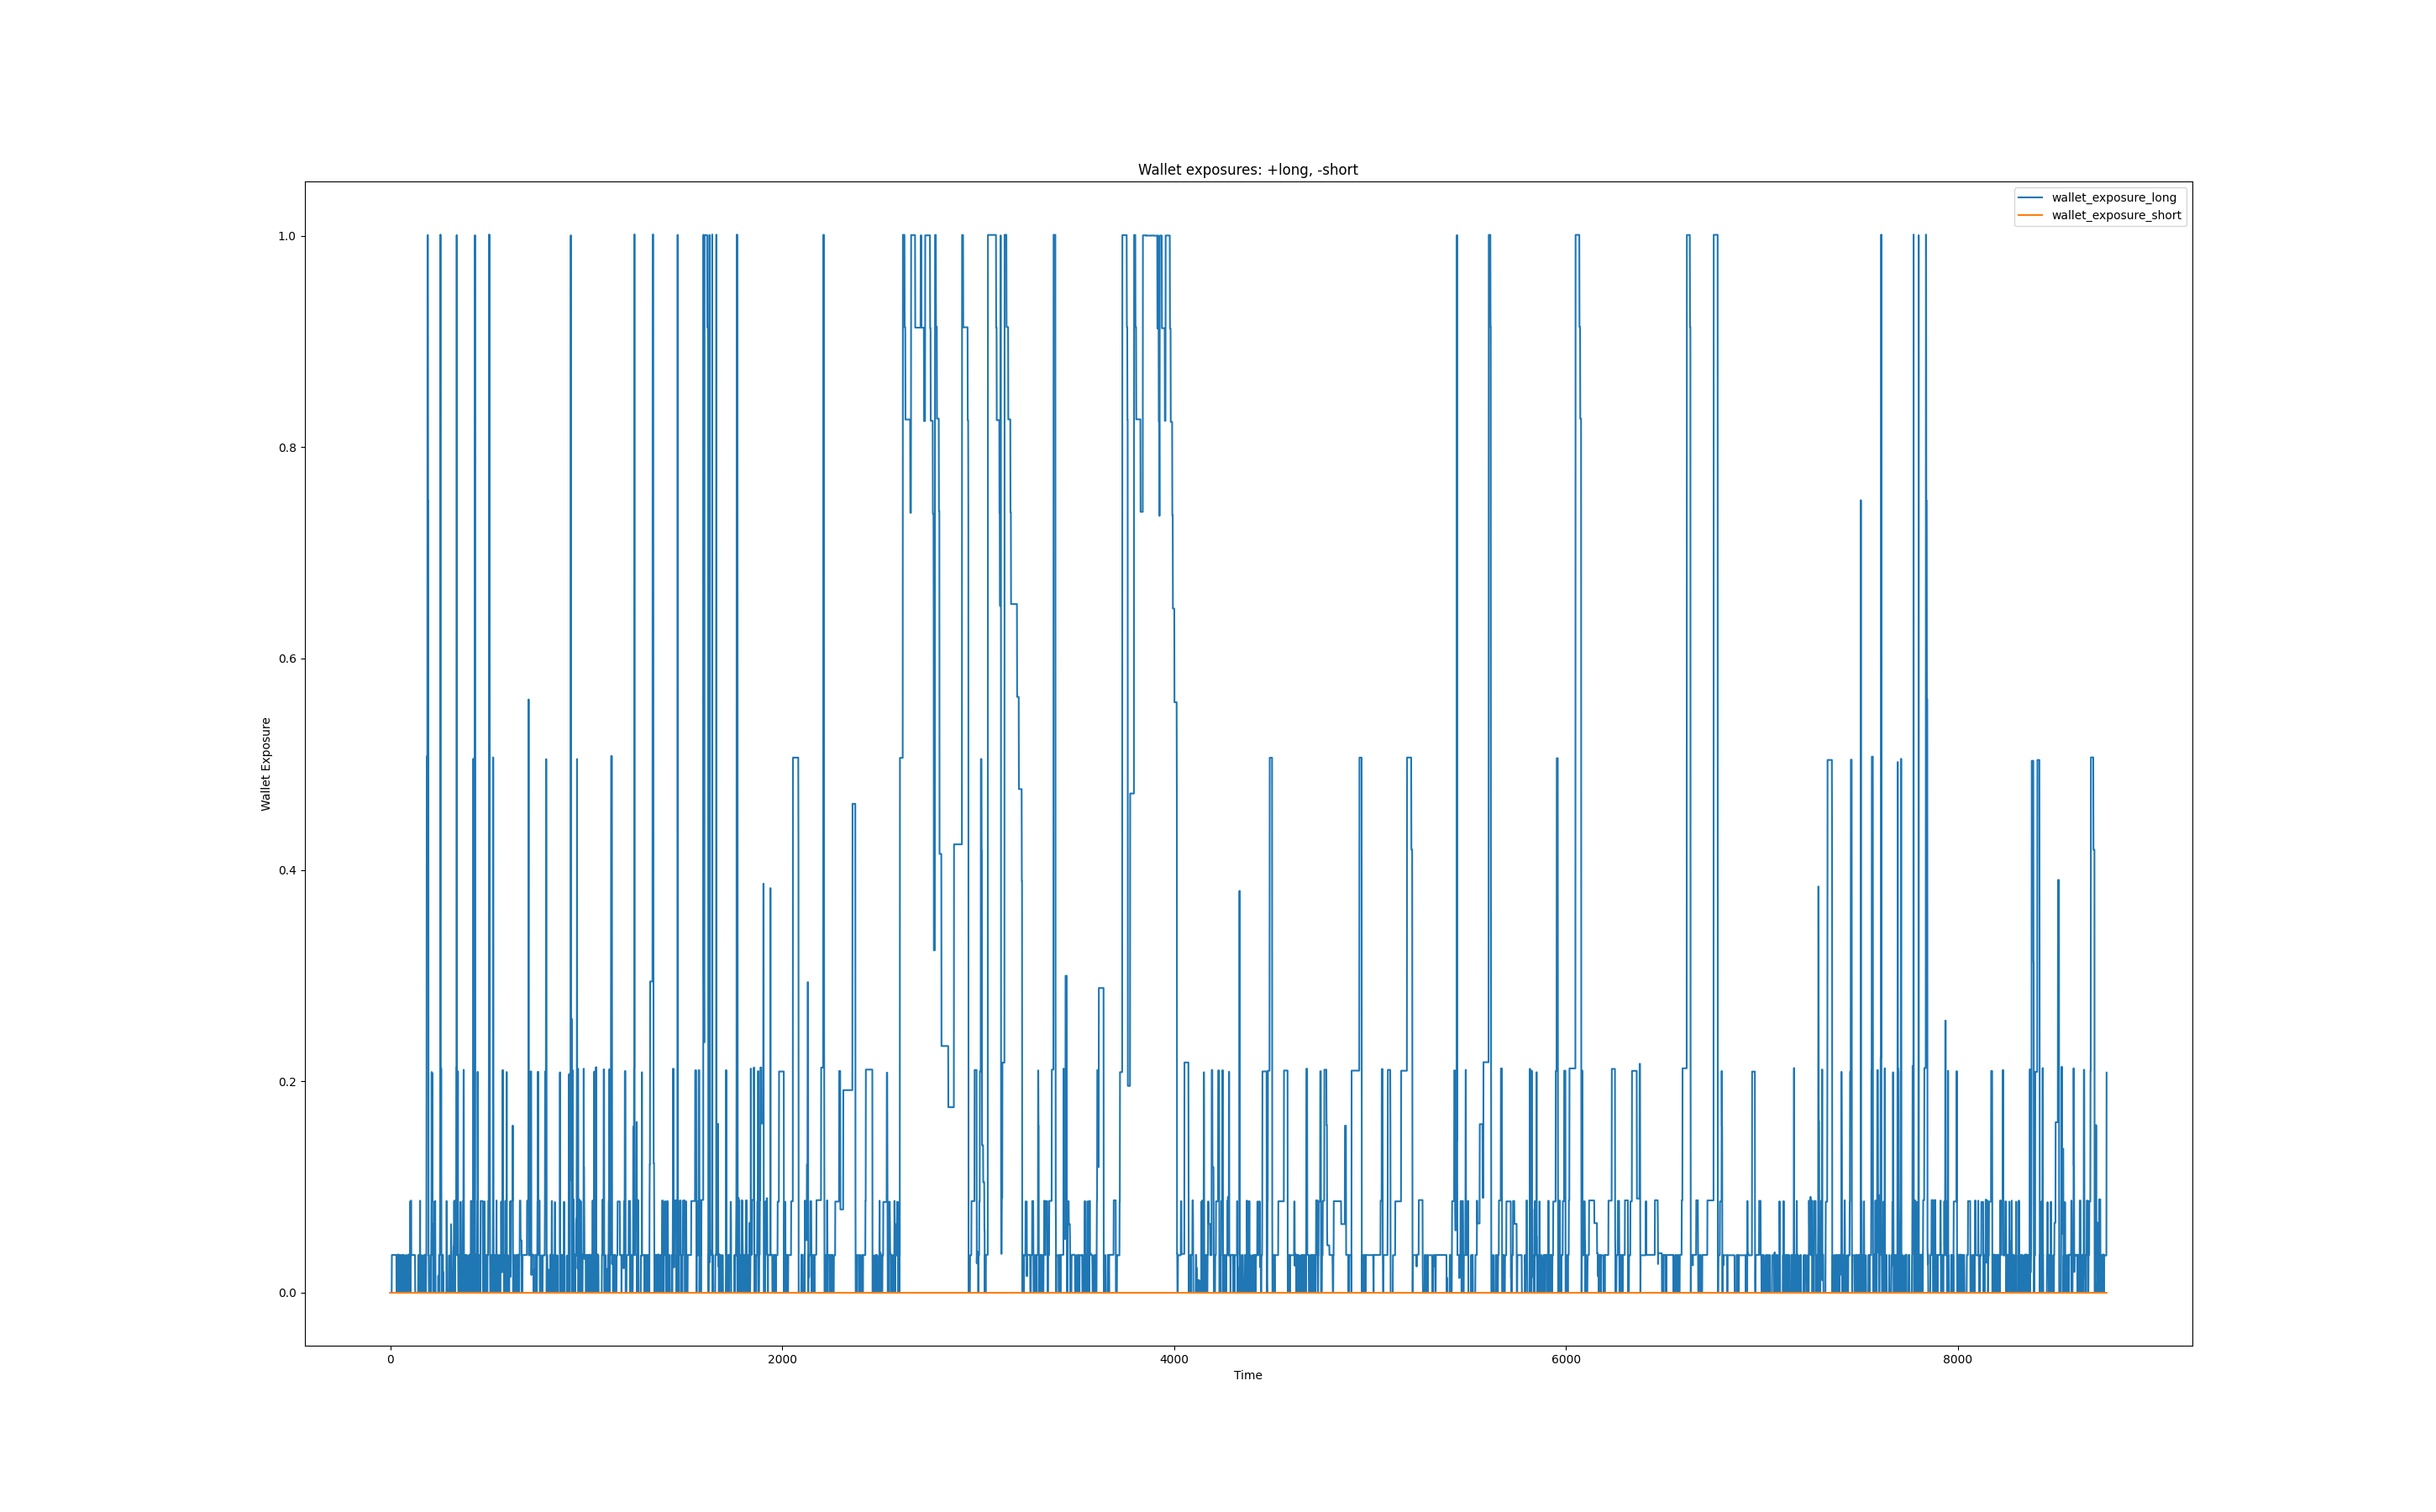 Wallet exposures: +long, -short
wallet_exposure_long
wallet_exposure_short
1.0
0.8
0.6
0.4
0.2
0.0
Wallet Exposure
0 2000 4000 6000 8000
Time